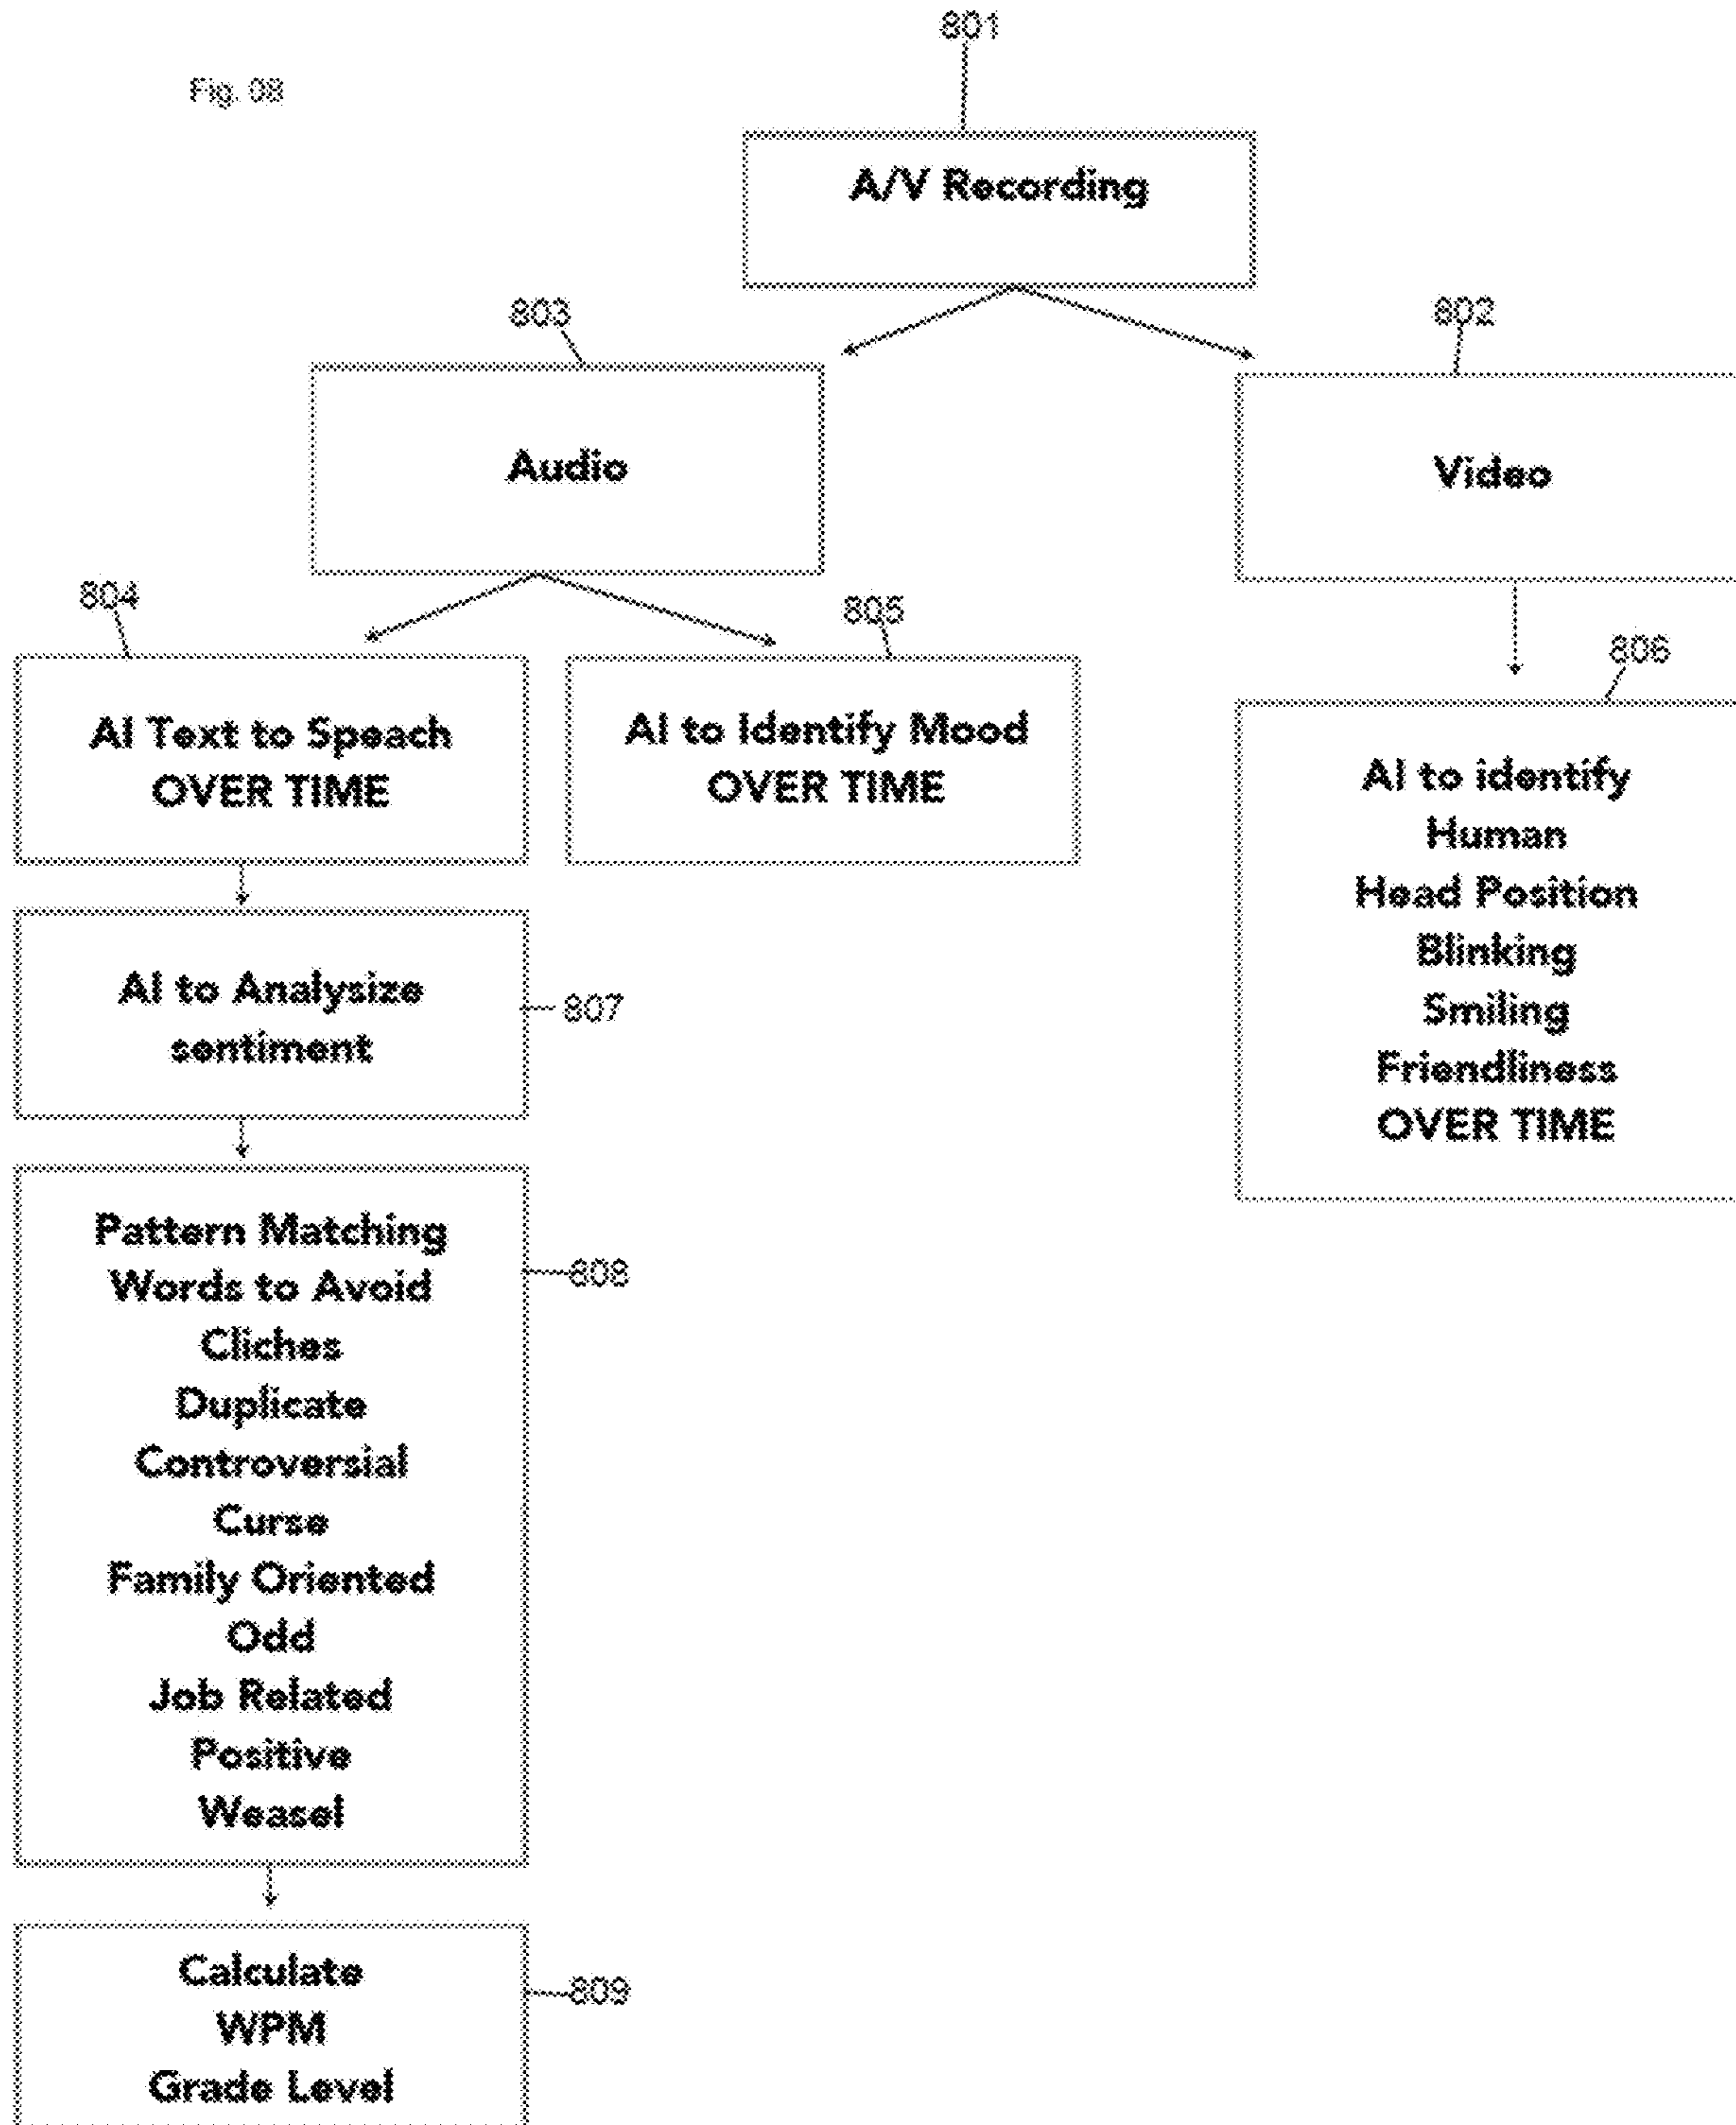 801
Fig. 08
A/V Recording
803
802
Audio
Video
804
805
806
AI Text to Speach
OVER TIME
AI to Identify Mood
OVER TIME
AI to identify
Human
Head Position
Blinking
Smiling
Friendliness
OVER TIME
AI to Analysize
sentiment
807
Pattern Matching
Words to Avoid
Cliches
Duplicate
Controversial
Curse
Family Oriented
Odd
Job Related
Positive
Weasel
808
Calculate
WPM
Grade Level
809